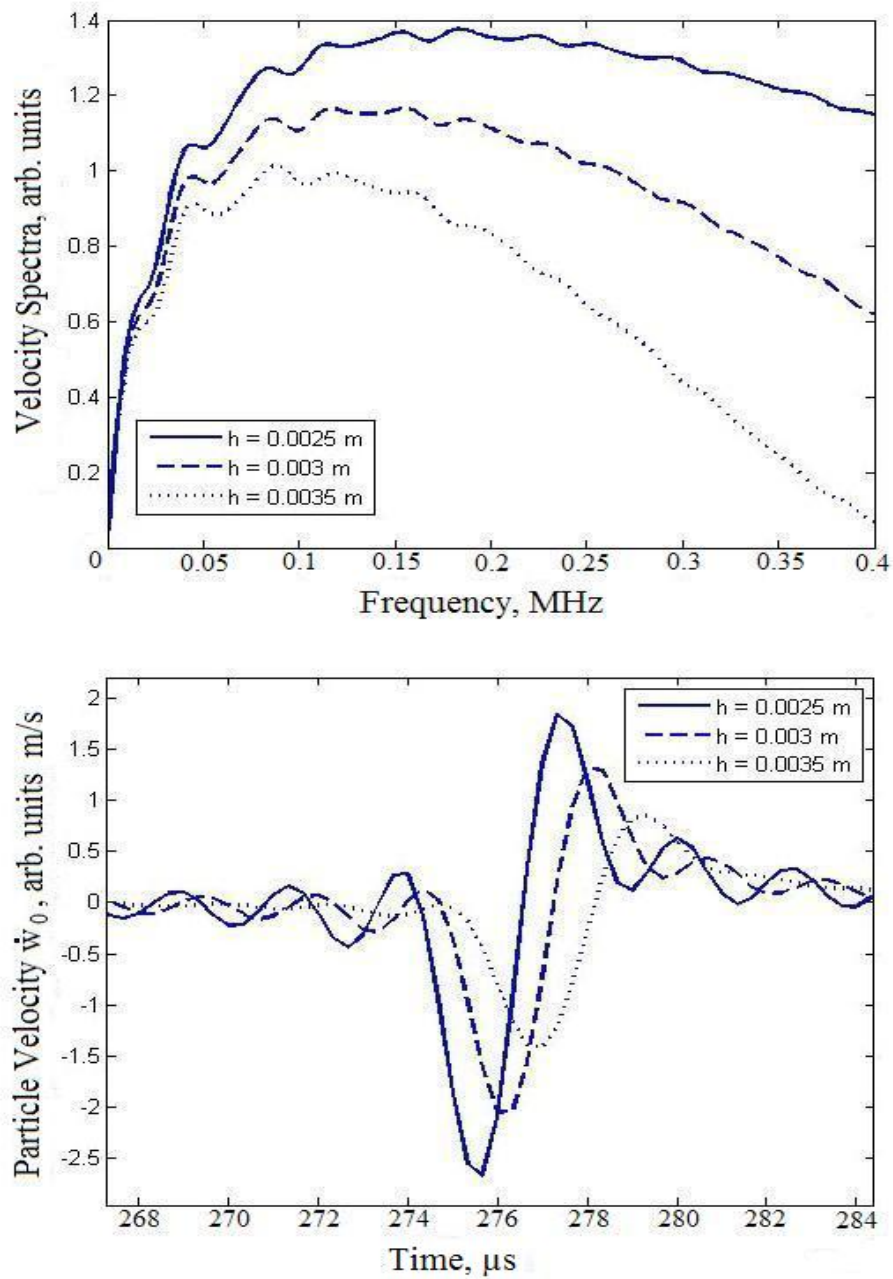 1.4
1.2
1
0.8
0.6
0.4
0.2
0
Velocity Spectra, arb. units
h = 0.0025 m
h = 0.003 m
h = 0.0035 m
0.05 0.1 0.15 0.2 0.25 0.3 0.35 0.4
Frequency, MHz
2
1.5
1
0.5
0
-0.5
-1
-1.5
-2
-2.5
Particle Velocity ẇ0 , arb. units m/s
h = 0.0025 m
h = 0.003 m
h = 0.0035 m
268 270 272 274 276 278 280 282 284
Time, μs